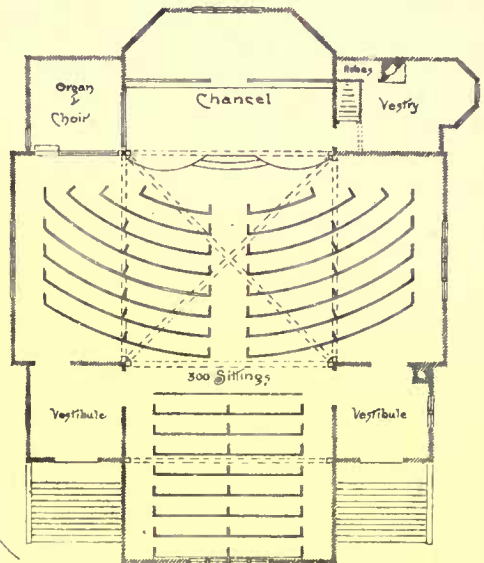 Organ
&
Choir
Chancel
Robes
Vestry
300 Sittings
Vestibule
Vestibule